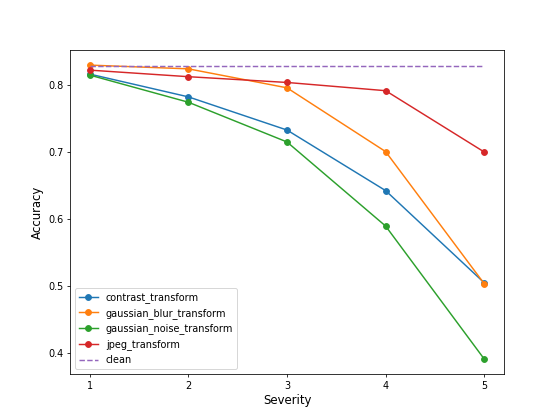 0.8
0.7
0.6
0.5
0.4
Accuracy
contrast_transform
gaussian_blur_transform
gaussian_noise_transform
jpeg_transform
clean
1 2 3 4 5
Severity